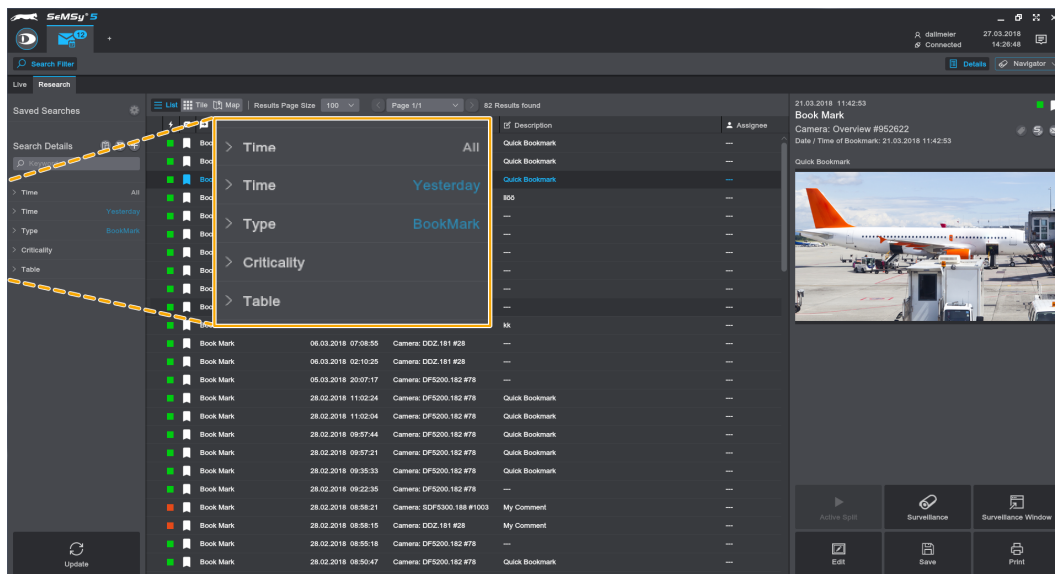 SeMSy® 5
12
+
dallmeier 27.03.2018
Connected 14:26:48
Search Filter
Details Navigator
Live Research
Saved Searches
Search Details
Time All
Time Yesterday
Type BookMark
Criticality
Table
Update
List Tile Map Results Page Size 100 Page 1/1 82 Results found
Description Assignee
Time All
Time Yesterday
Type BookMark
Criticality
Table
Quick Bookmark ---
Quick Bookmark ---
Quick Bookmark ---
ßöö ---
--- ---
--- ---
--- ---
--- ---
--- ---
--- ---
kk ---
Book Mark 06.03.2018 07:08:55 Camera: DDZ.181 #28 --- ---
Book Mark 06.03.2018 02:10:25 Camera: DDZ.181 #28 --- ---
Book Mark 05.03.2018 20:07:17 Camera: DF5200.182 #78 --- ---
Book Mark 28.02.2018 11:02:24 Camera: DF5200.182 #78 Quick Bookmark ---
Book Mark 28.02.2018 11:02:04 Camera: DF5200.182 #78 Quick Bookmark ---
Book Mark 28.02.2018 09:57:44 Camera: DF5200.182 #78 Quick Bookmark ---
Book Mark 28.02.2018 09:57:21 Camera: DF5200.182 #78 Quick Bookmark ---
Book Mark 28.02.2018 09:35:33 Camera: DF5200.182 #78 Quick Bookmark ---
Book Mark 28.02.2018 09:22:35 Camera: DF5200.182 #78 --- ---
Book Mark 28.02.2018 08:58:21 Camera: SDF5300.188 #1003 My Comment ---
Book Mark 28.02.2018 08:58:15 Camera: DDZ.181 #28 My Comment ---
Book Mark 28.02.2018 08:55:18 Camera: DF5200.182 #78 --- ---
Book Mark 28.02.2018 08:50:47 Camera: DF5200.182 #78 Quick Bookmark ---
21.03.2018 11:42:53
Book Mark
Camera: Overview #952622
Date / Time of Bookmark: 21.03.2018 11:42:53
Quick Bookmark
Active Split Surveillance Surveillance Window
Edit Save Print